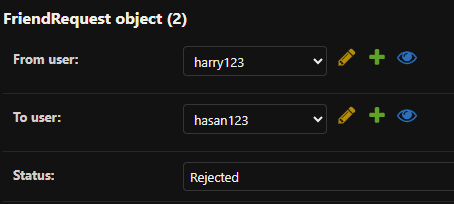 FriendRequest object (2)
From user: harry123
To user: hasan123
Status: Rejected